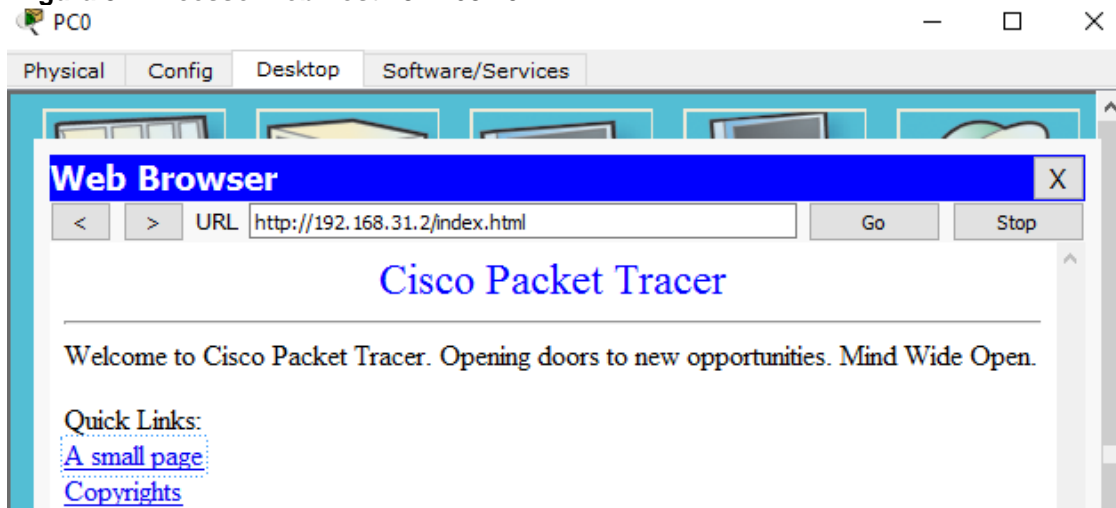 PC0
Physical Config Desktop Software/Services
Web Browser X
< > URL http://192.168.31.2/index.html Go Stop
Cisco Packet Tracer
Welcome to Cisco Packet Tracer. Opening doors to new opportunities. Mind Wide Open.
Quick Links:
A small page
Copyrights